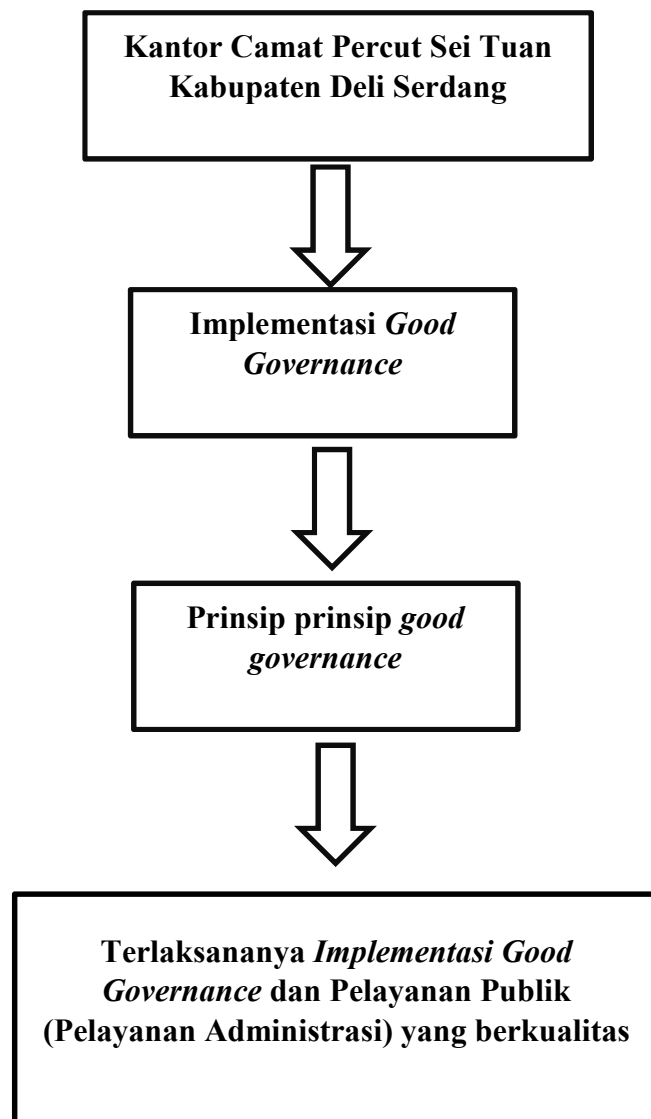 Kantor Camat Percut Sei Tuan
Kabupaten Deli Serdang
Implementasi Good
Governance
Prinsip prinsip good
governance
Terlaksananya Implementasi Good
Governance dan Pelayanan Publik
(Pelayanan Administrasi) yang berkualitas